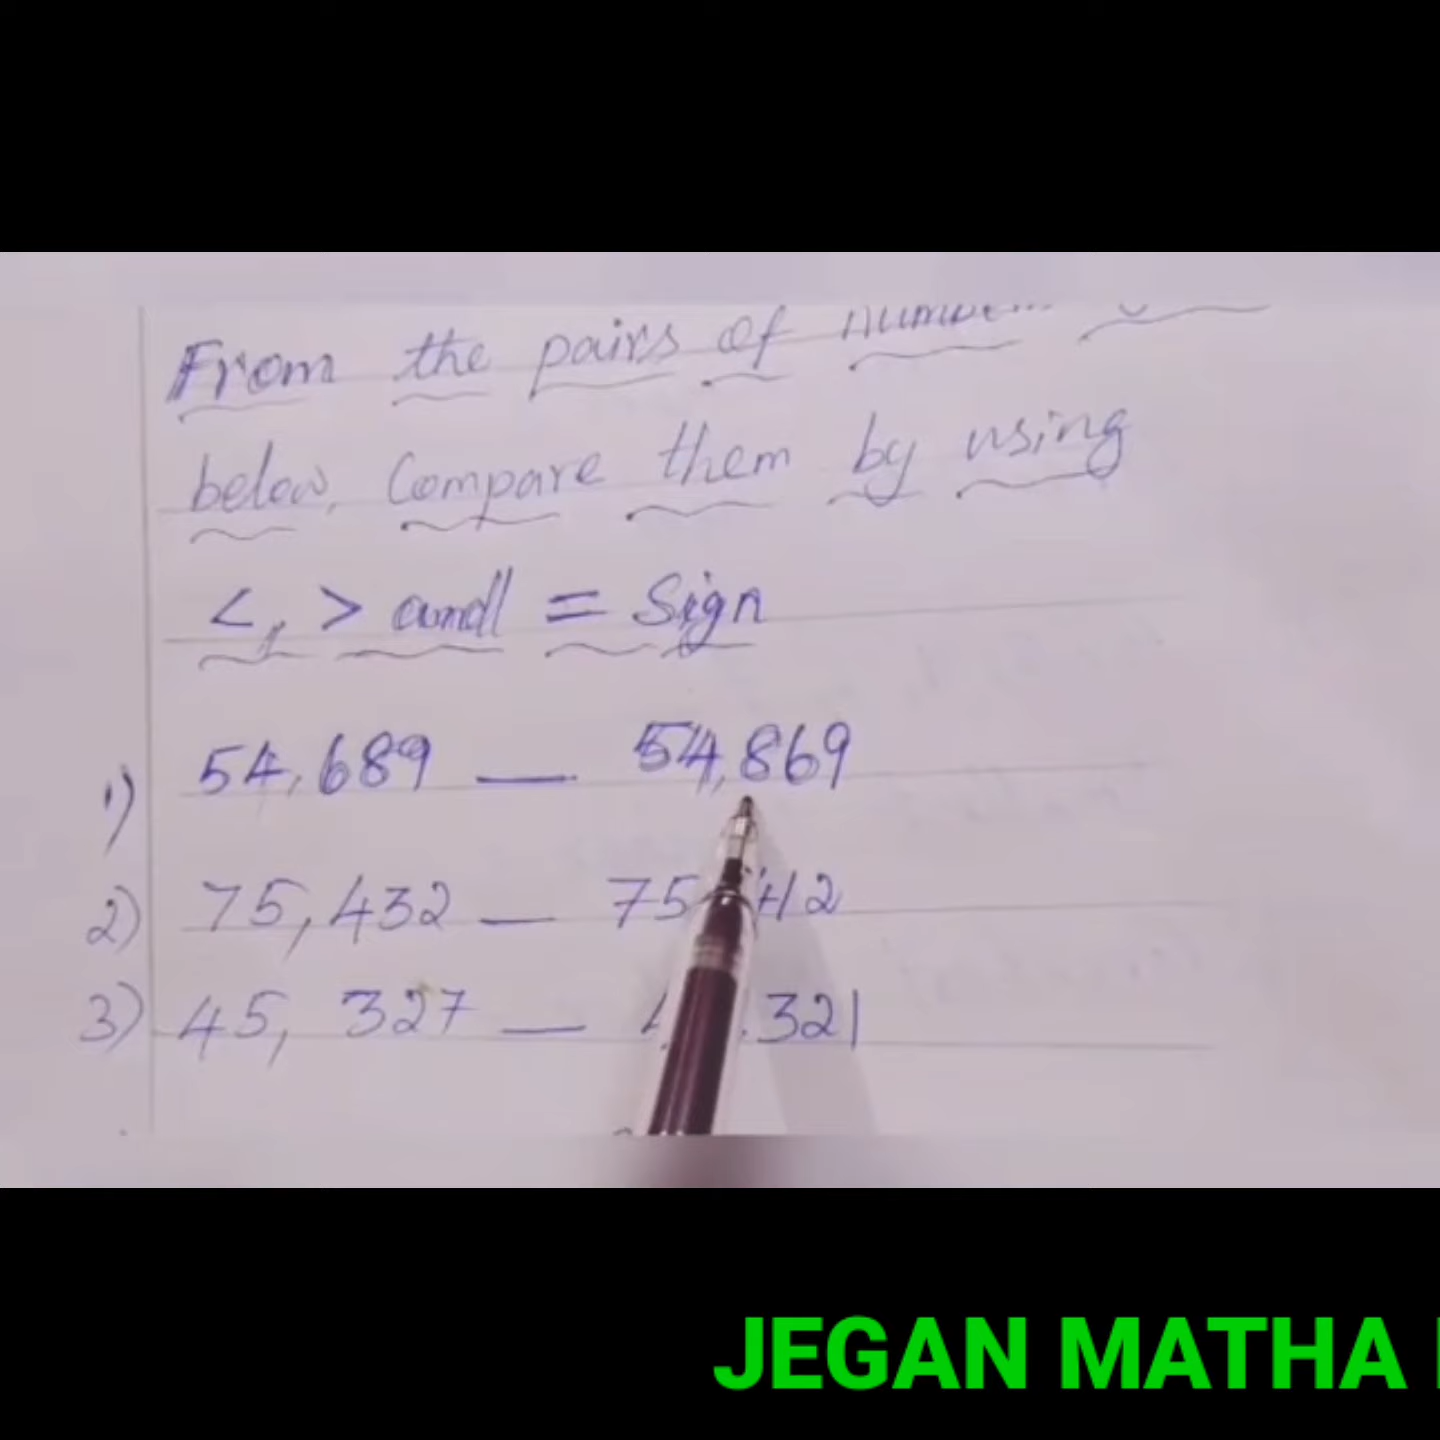 From the pairs of
below, Compare them by using
<, > and = Sign
1) 54,689 — 54,869
2) 75,432 — 75
3) 45, 327 — 321
JEGAN MATHA